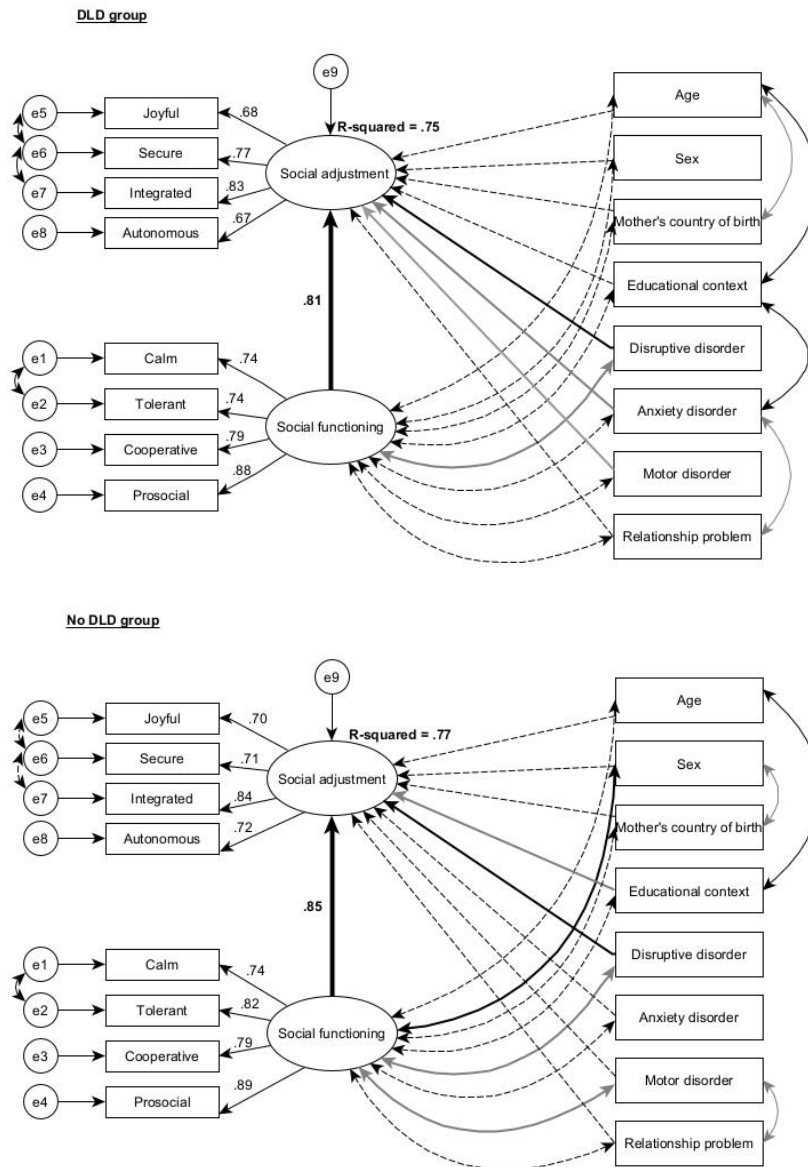 DLD group
e9
e5
Joyful
.68
R-squared = .75
Age
e6
Secure
.77
Social adjustment
Sex
e7
Integrated
.83
Mother's country of birth
e8
Autonomous
.67
Educational context
.81
Disruptive disorder
e1
Calm
.74
e2
Tolerant
.74
Anxiety disorder
Social functioning
e3
Cooperative
.79
Motor disorder
e4
Prosocial
.88
Relationship problem
No DLD group
e9
e5
Joyful
.70
R-squared = .77
Age
e6
Secure
.71
Social adjustment
Sex
e7
Integrated
.84
Mother's country of birth
e8
Autonomous
.72
Educational context
.85
Disruptive disorder
e1
Calm
.74
e2
Tolerant
.82
Anxiety disorder
Social functioning
e3
Cooperative
.79
Motor disorder
e4
Prosocial
.89
Relationship problem